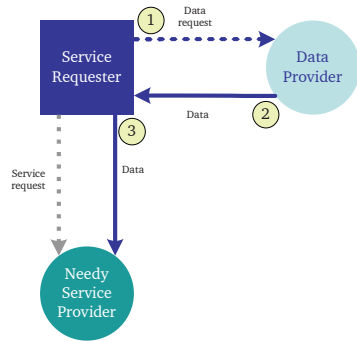 1
Data
request
Service
Requester
Data
Provider
Data
2
3
Data
Service
request
Needy
Service
Provider